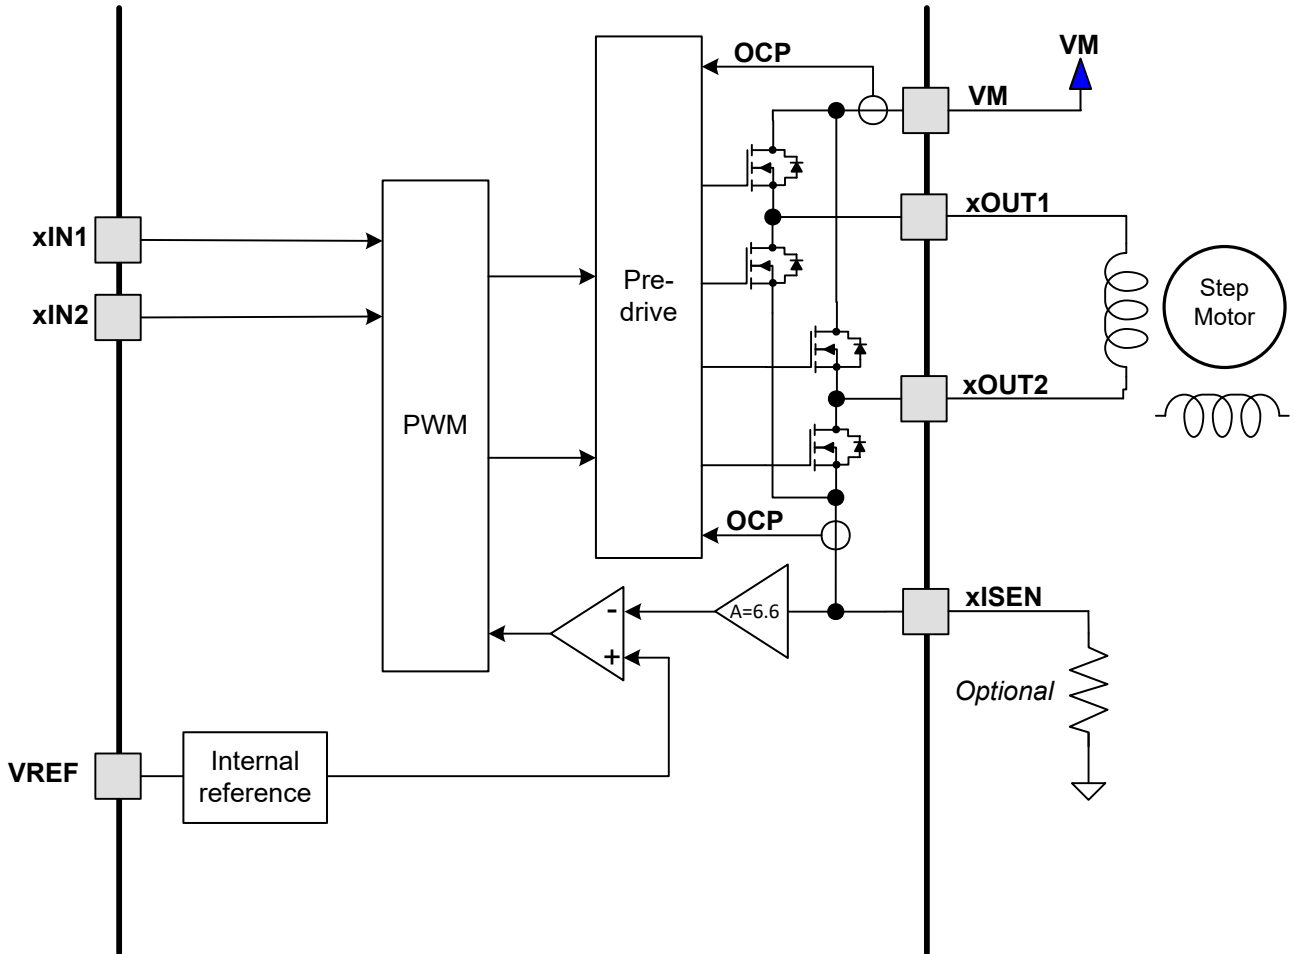 OCP
VM
VM
xIN1
xOUT1
xIN2
Pre-
drive
Step
Motor
xOUT2
PWM
OCP
xISEN
-
A=6.6
+
Optional
VREF
Internal
reference